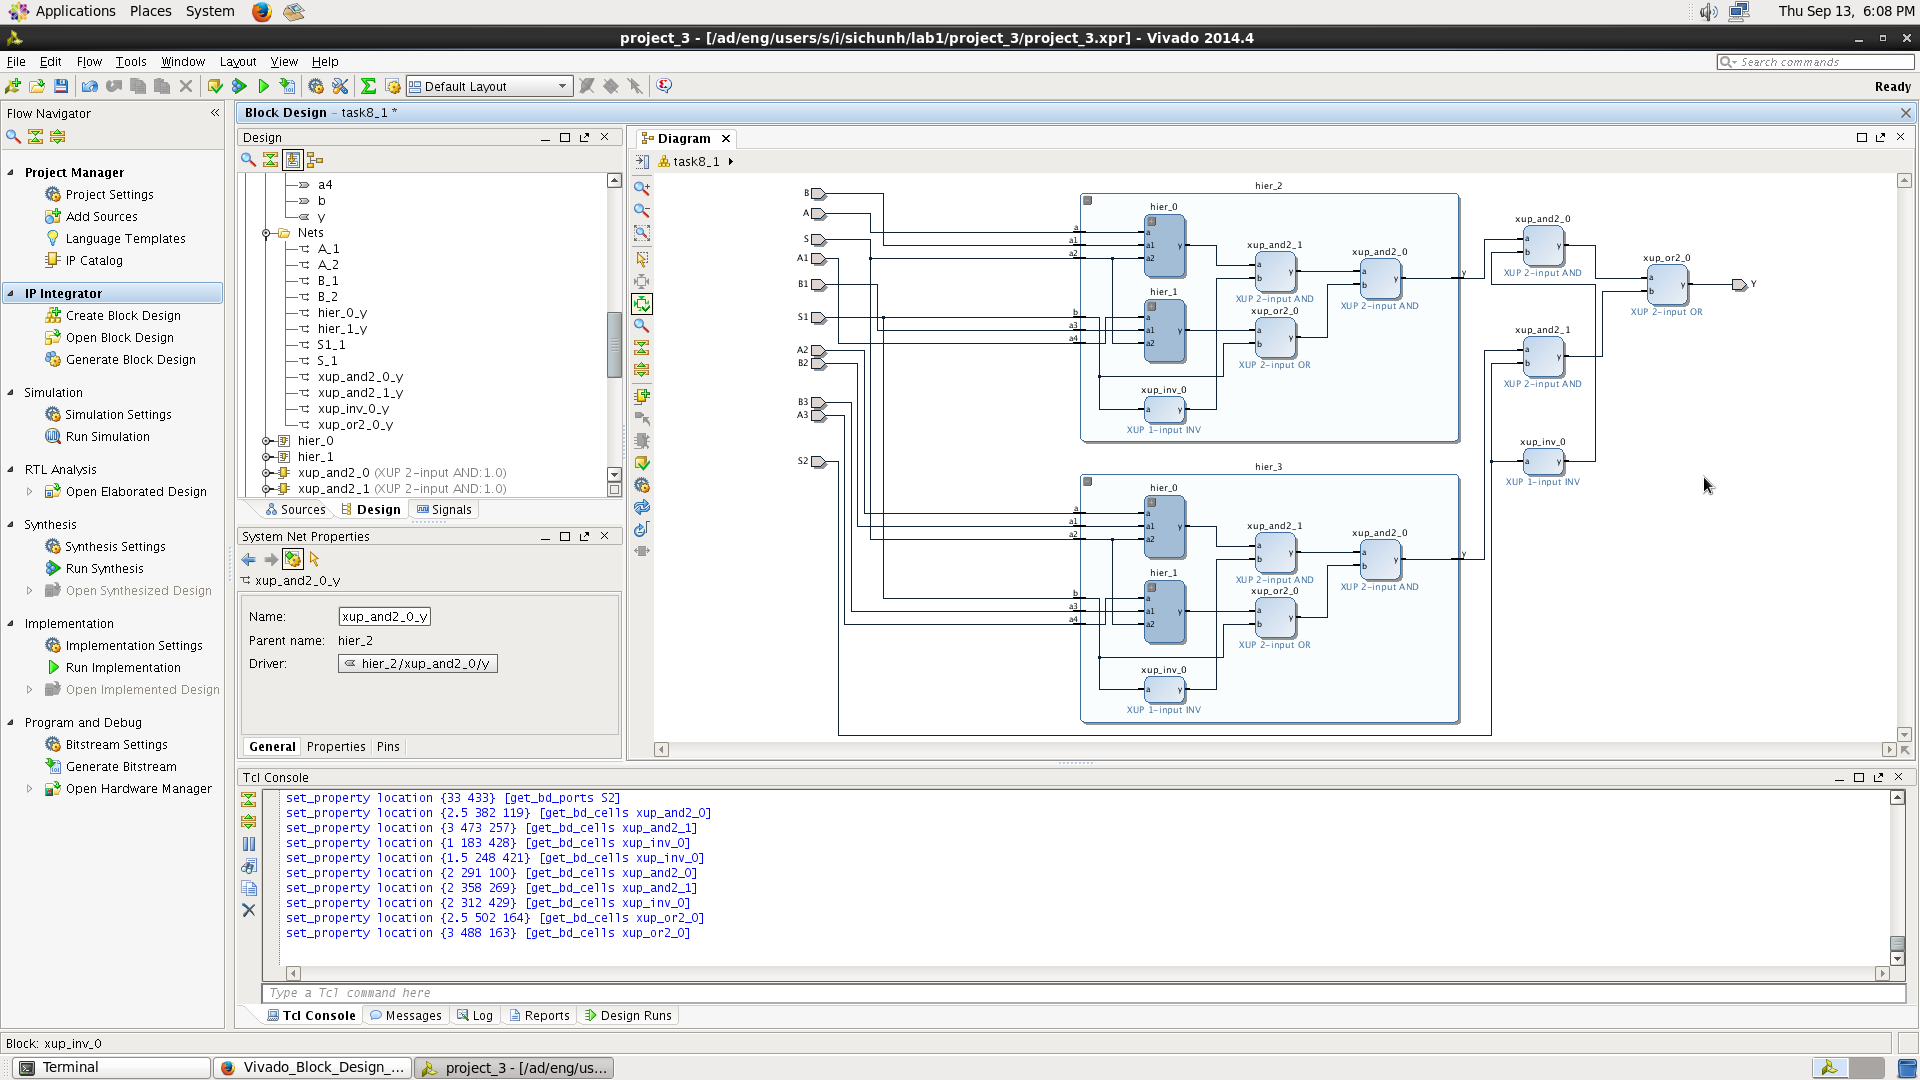 Applications Places System
Thu Sep 13, 6:08 PM
project_3 - [/ad/eng/users/s/i/sichunh/lab1/project_3/project_3.xpr] - Vivado 2014.4
File Edit Flow Tools Window Layout View Help
Search commands
Default Layout
Ready
Flow Navigator
Project Manager
Project Settings
Add Sources
Language Templates
IP Catalog
IP Integrator
Create Block Design
Open Block Design
Generate Block Design
Simulation
Simulation Settings
Run Simulation
RTL Analysis
Open Elaborated Design
Synthesis
Synthesis Settings
Run Synthesis
Open Synthesized Design
Implementation
Implementation Settings
Run Implementation
Open Implemented Design
Program and Debug
Bitstream Settings
Generate Bitstream
Open Hardware Manager
Block Design - task8_1 *
Design
a4
b
y
Nets
A_1
A_2
B_1
B_2
hier_0_y
hier_1_y
S1_1
S_1
xup_and2_0_y
xup_and2_1_y
xup_inv_0_y
xup_or2_0_y
hier_0
hier_1
xup_and2_0 (XUP 2-input AND:1.0)
xup_and2_1 (XUP 2-input AND:1.0)
Sources Design Signals
System Net Properties
xup_and2_0_y
Name: xup_and2_0_y
Parent name: hier_2
Driver: hier_2/xup_and2_0/y
General Properties Pins
Diagram
task8_1
B
A
S
A1
B1
S1
A2
B2
B3
A3
S2
hier_2
a
a1
a2
b
a3
a4
hier_0
a
a1
a2
y
hier_1
a
a1
a2
y
xup_inv_0
a y
XUP 1-input INV
xup_and2_1
a
b
y
XUP 2-input AND
xup_or2_0
a
b
y
XUP 2-input OR
xup_and2_0
a
b
y
XUP 2-input AND
y
hier_3
a
a1
a2
b
a3
a4
hier_0
a
a1
a2
y
hier_1
a
a1
a2
y
xup_inv_0
a y
XUP 1-input INV
xup_and2_1
a
b
y
XUP 2-input AND
xup_or2_0
a
b
y
XUP 2-input OR
xup_and2_0
a
b
y
XUP 2-input AND
y
xup_and2_0
a
b
y
XUP 2-input AND
xup_and2_1
a
b
y
XUP 2-input AND
xup_inv_0
a y
XUP 1-input INV
xup_or2_0
a
b
y
XUP 2-input OR
Y
Tcl Console
set_property location {33 433} [get_bd_ports S2]
set_property location {2.5 382 119} [get_bd_cells xup_and2_0]
set_property location {3 473 257} [get_bd_cells xup_and2_1]
set_property location {1 183 428} [get_bd_cells xup_inv_0]
set_property location {1.5 248 421} [get_bd_cells xup_inv_0]
set_property location {2 291 100} [get_bd_cells xup_and2_0]
set_property location {2 358 269} [get_bd_cells xup_and2_1]
set_property location {2 312 429} [get_bd_cells xup_inv_0]
set_property location {2.5 502 164} [get_bd_cells xup_or2_0]
set_property location {3 488 163} [get_bd_cells xup_or2_0]
Type a Tcl command here
Tcl Console Messages Log Reports Design Runs
Block: xup_inv_0
Terminal
Vivado_Block_Design_...
project_3 - [/ad/eng/us...